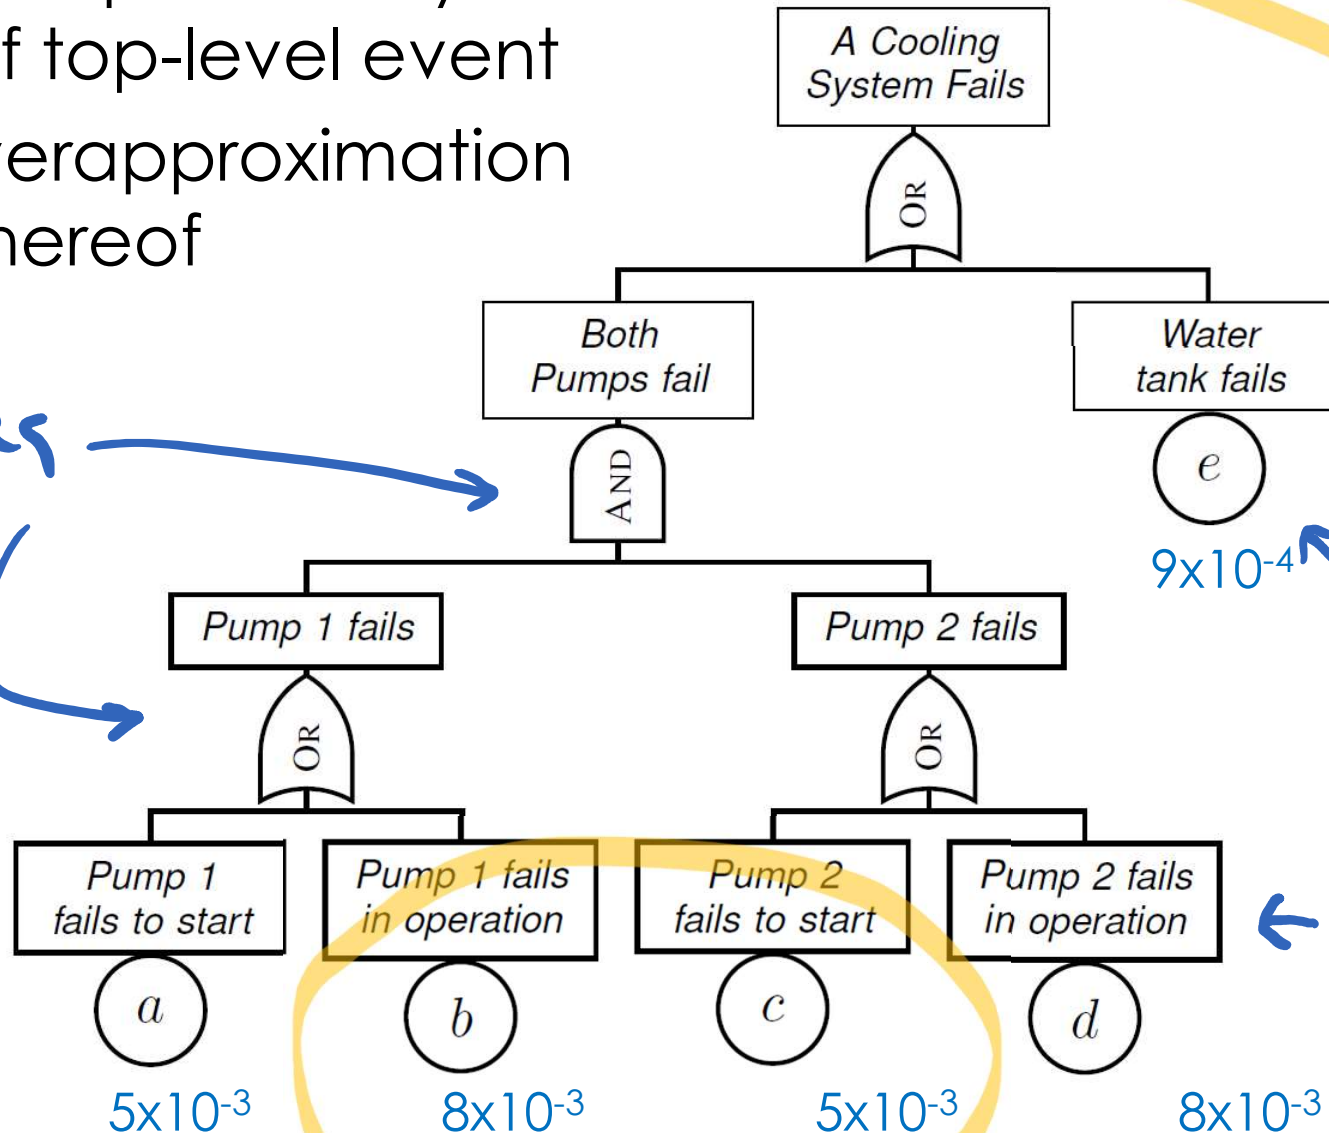 f top-level event
verapproximation
hereof
A Cooling
System Fails
OR
Both
Pumps fail
Water
tank fails
AND
e
9x10⁻⁴
Pump 1 fails
Pump 2 fails
OR
OR
Pump 1
fails to start
Pump 1 fails
in operation
Pump 2
fails to start
Pump 2 fails
in operation
a
b
c
d
5x10⁻³
8x10⁻³
5x10⁻³
8x10⁻³